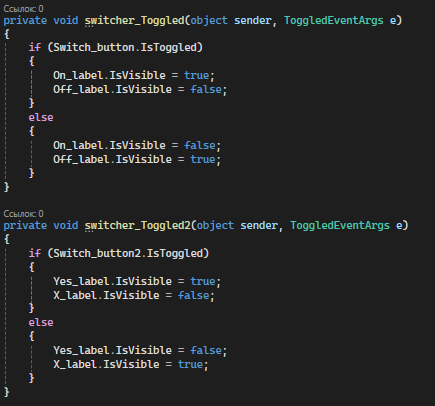 Ссылок: 0
private void switcher_Toggled(object sender, ToggledEventArgs e)
{
    if (Switch_button.IsToggled)
    {
        On_label.IsVisible = true;
        Off_label.IsVisible = false;
    }
    else
    {
        On_label.IsVisible = false;
        Off_label.IsVisible = true;
    }
}
Ссылок: 0
private void switcher_Toggled2(object sender, ToggledEventArgs e)
{
    if (Switch_button2.IsToggled)
    {
        Yes_label.IsVisible = true;
        X_label.IsVisible = false;
    }
    else
    {
        Yes_label.IsVisible = false;
        X_label.IsVisible = true;
    }
}